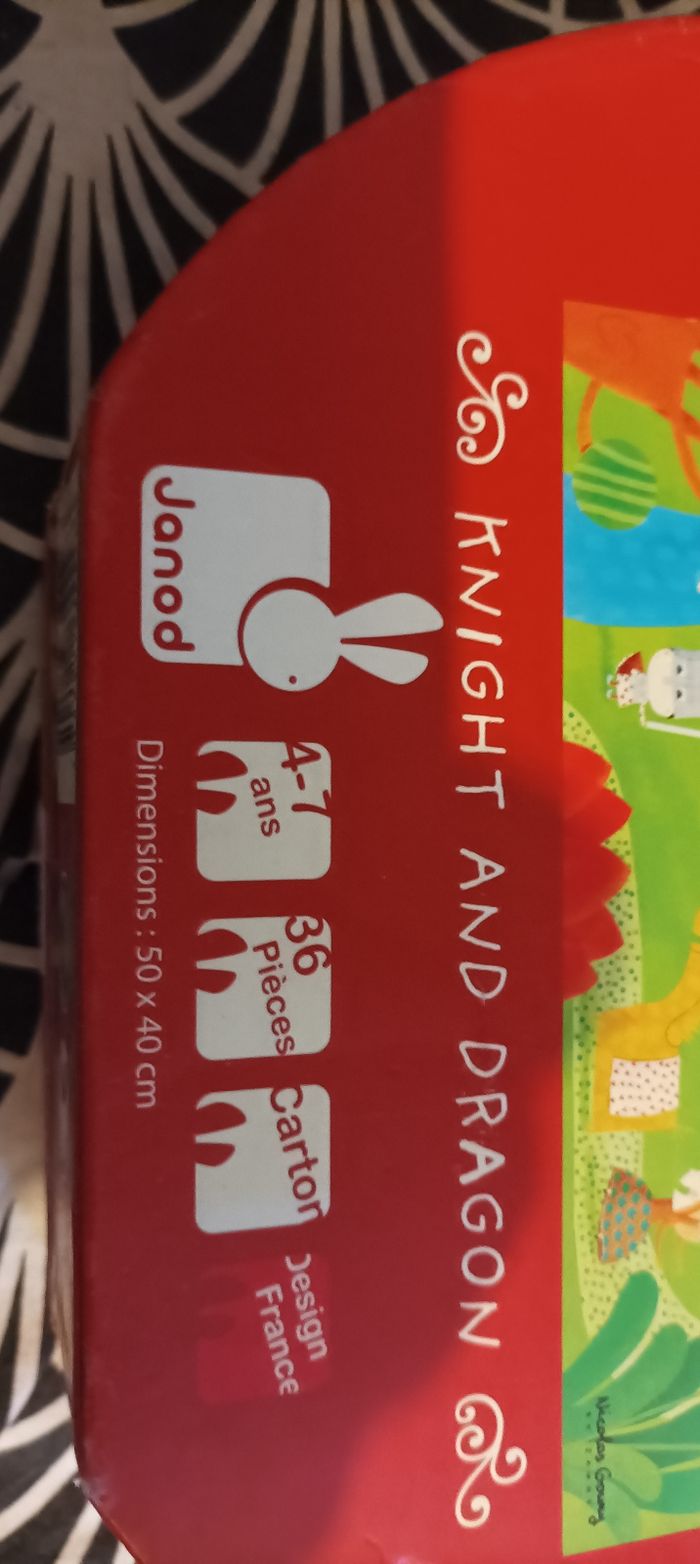 KNIGHT AND DRAGON
Janod
4-7
ans
36
Pièces
Carton
Design
France
Dimensions : 50 x 40 cm